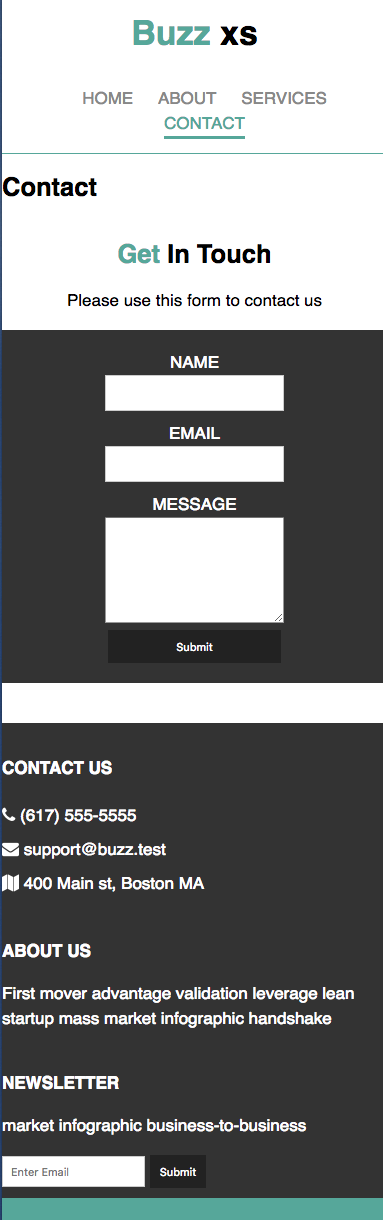 Buzz xs
HOME ABOUT SERVICES
CONTACT
Contact
Get In Touch
Please use this form to contact us
NAME
EMAIL
MESSAGE
Submit
CONTACT US
(617) 555-5555
support@buzz.test
400 Main st, Boston MA
ABOUT US
First mover advantage validation leverage lean
startup mass market infographic handshake
NEWSLETTER
market infographic business-to-business
Enter Email Submit